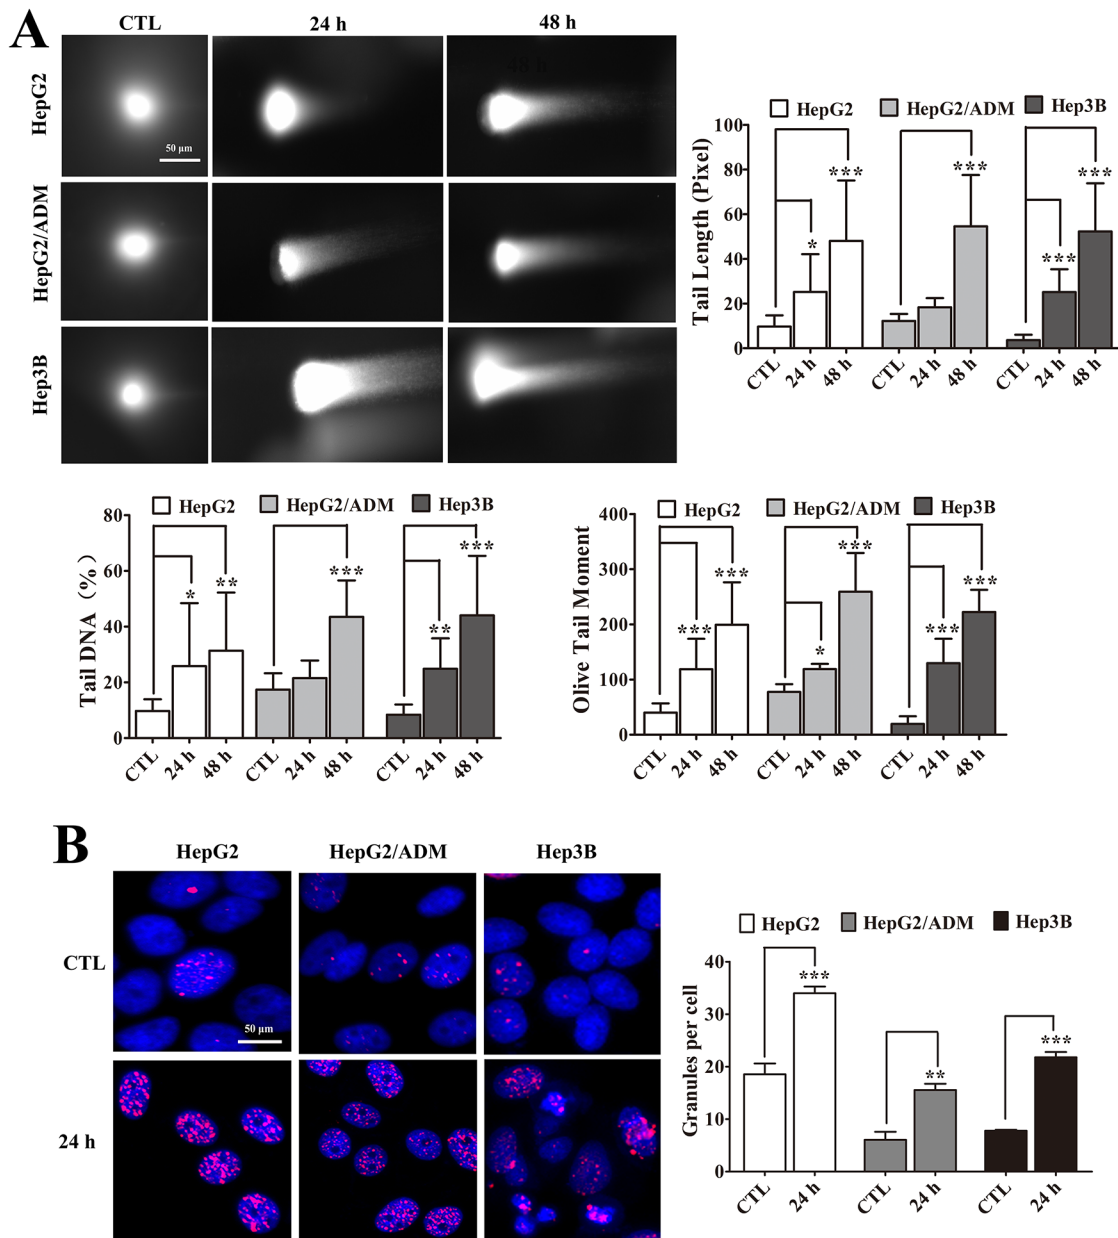 A
CTL 24 h 48 h
48 h
HepG2
50 μm
HepG2/ADM
Hep3B
HepG2 HepG2/ADM Hep3B
Tail Length (Pixel)
100
80
60
40
20
0
*
***
***
***
***
CTL 24 h 48 h CTL 24 h 48 h CTL 24 h 48 h
HepG2 HepG2/ADM Hep3B
Tail DNA (%)
80
60
40
20
0
*
**
***
**
***
CTL 24 h 48 h CTL 24 h 48 h CTL 24 h 48 h
HepG2 HepG2/ADM Hep3B
Olive Tail Moment
400
300
200
100
0
***
***
*
***
***
***
CTL 24 h 48 h CTL 24 h 48 h CTL 24 h 48 h
B
HepG2 HepG2/ADM Hep3B
CTL
50 μm
24 h
HepG2 HepG2/ADM Hep3B
Granules per cell
40
30
20
10
0
***
**
***
CTL 24 h CTL 24 h CTL 24 h